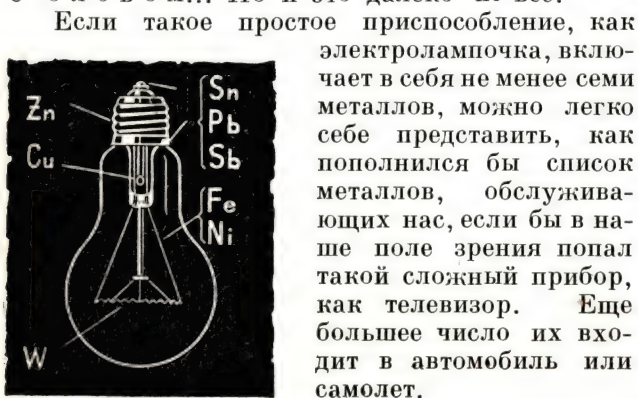 Если такое простое приспособление, как
электролампочка, вклю-
чает в себя не менее семи
металлов, можно легко
себе представить, как
пополнился бы список
металлов, обслужива-
ющих нас, если бы в на-
ше поле зрения попал
такой сложный прибор,
как телевизор. Еще
большее число их вхо-
дит в автомобиль или
самолет.
Zn
Cu
W
Sn
Pb
Sb
Fe
Ni